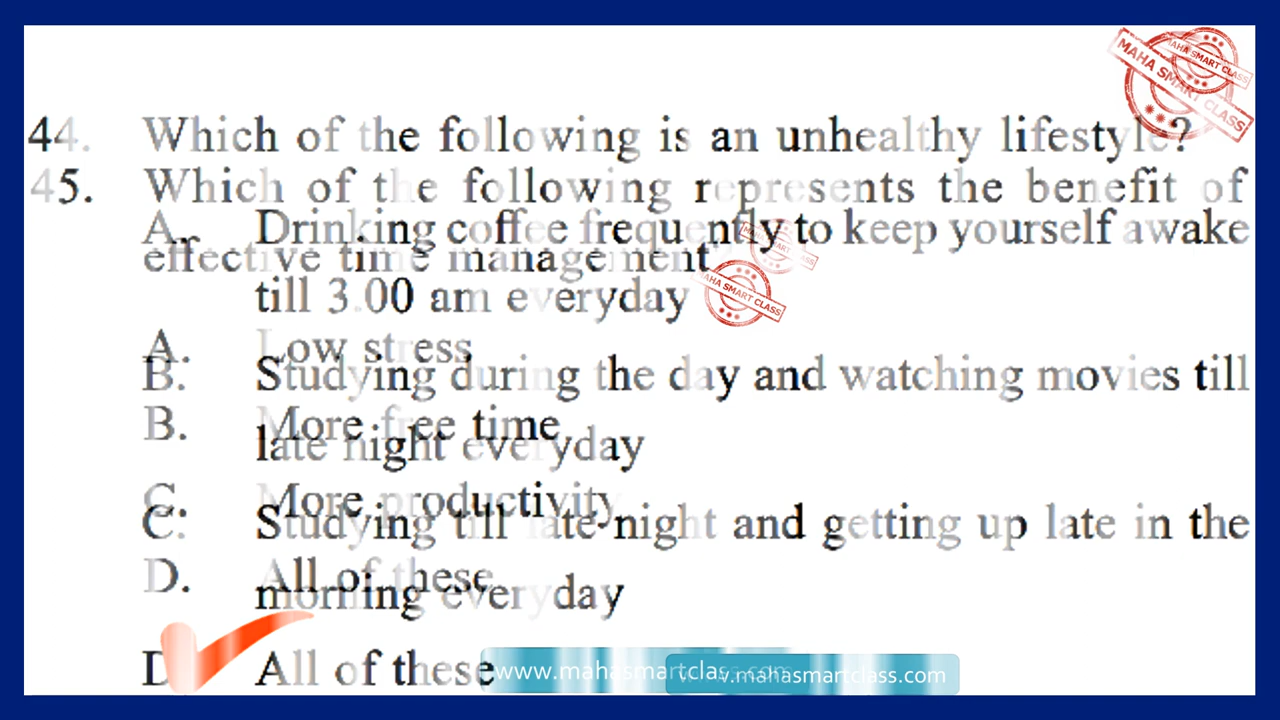 MAHA SMART CLASS
MAHA SMART CLASS
44. Which of the following is an unhealthy lifestyle?
45. Which of the following represents the benefit of
A. Drinking coffee frequently to keep yourself awake
effective time management
till 3.00 am everyday
MAHA SMART CLASS
A. Low stress
B. Studying during the day and watching movies till
B. More free time
late night everyday
C. More productivity
C. Studying till late night and getting up late in the
D. All of these
morning everyday
D All of these
www.mahasmartclass.com
www.mahasmartclass.com